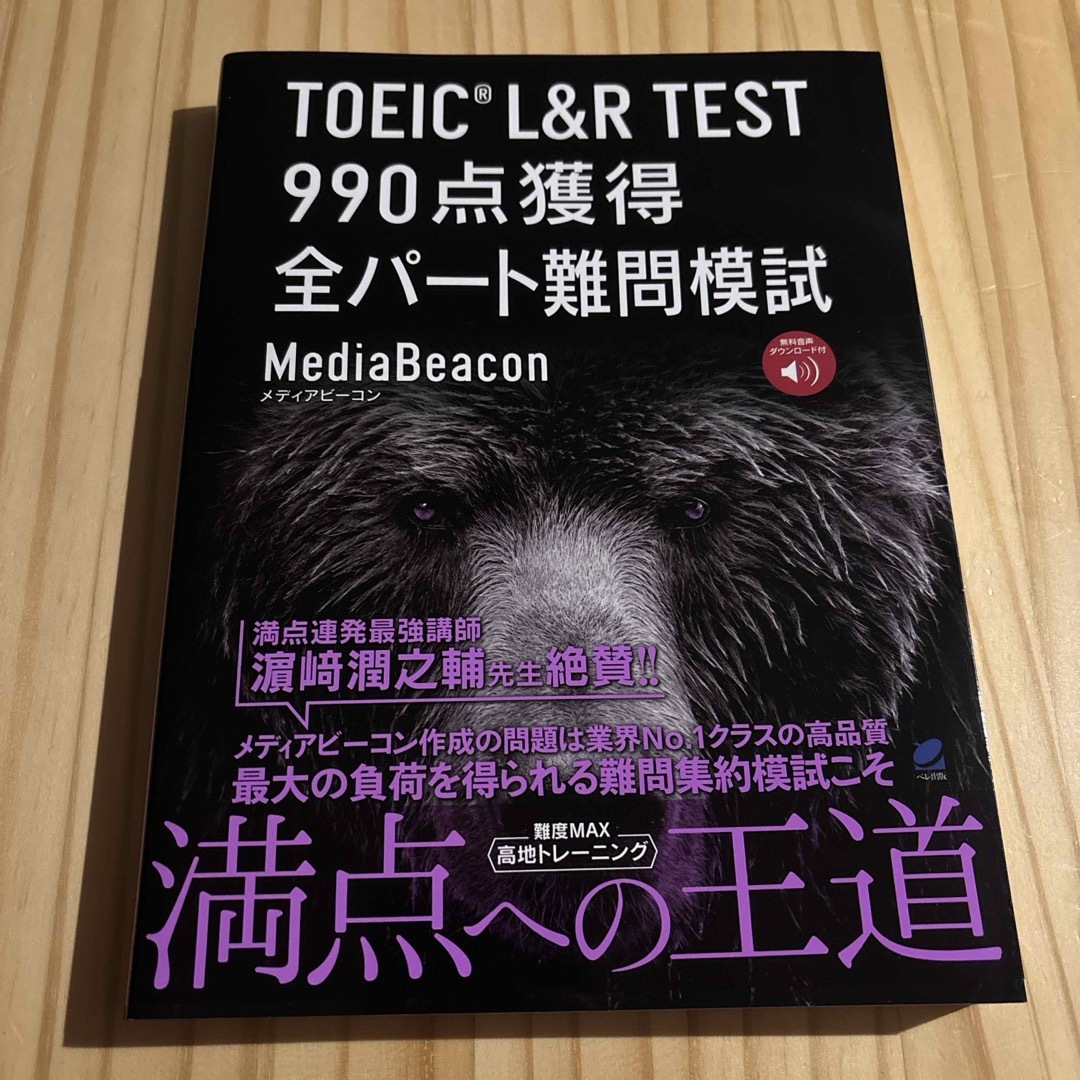 TOEIC® L&R TEST
990点獲得
全パート難問模試
MediaBeacon
メディアビーコン
無料音声
ダウンロード付
満点連発最強講師
濵﨑潤之輔先生絶賛!!
メディアビーコン作成の問題は業界No.1クラスの高品質
最大の負荷を得られる難問集約模試こそ
ベレ出版
難度MAX
高地トレーニング
満点への王道